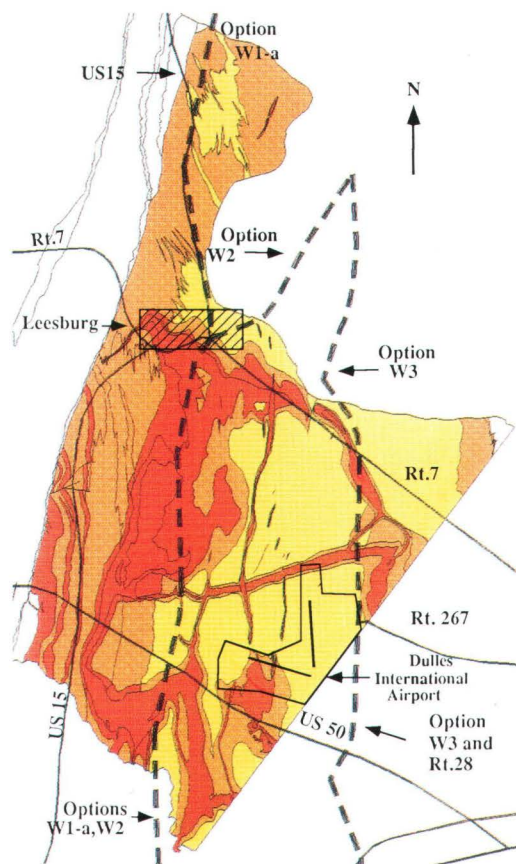 Option
W1-a
US15
N
Rt.7
Option
W2
Leesburg
Option
W3
Rt.7
Rt. 267
Dulles
International
Airport
US 15
US 50
Option
W3 and
Rt.28
Options
W1-a,W2